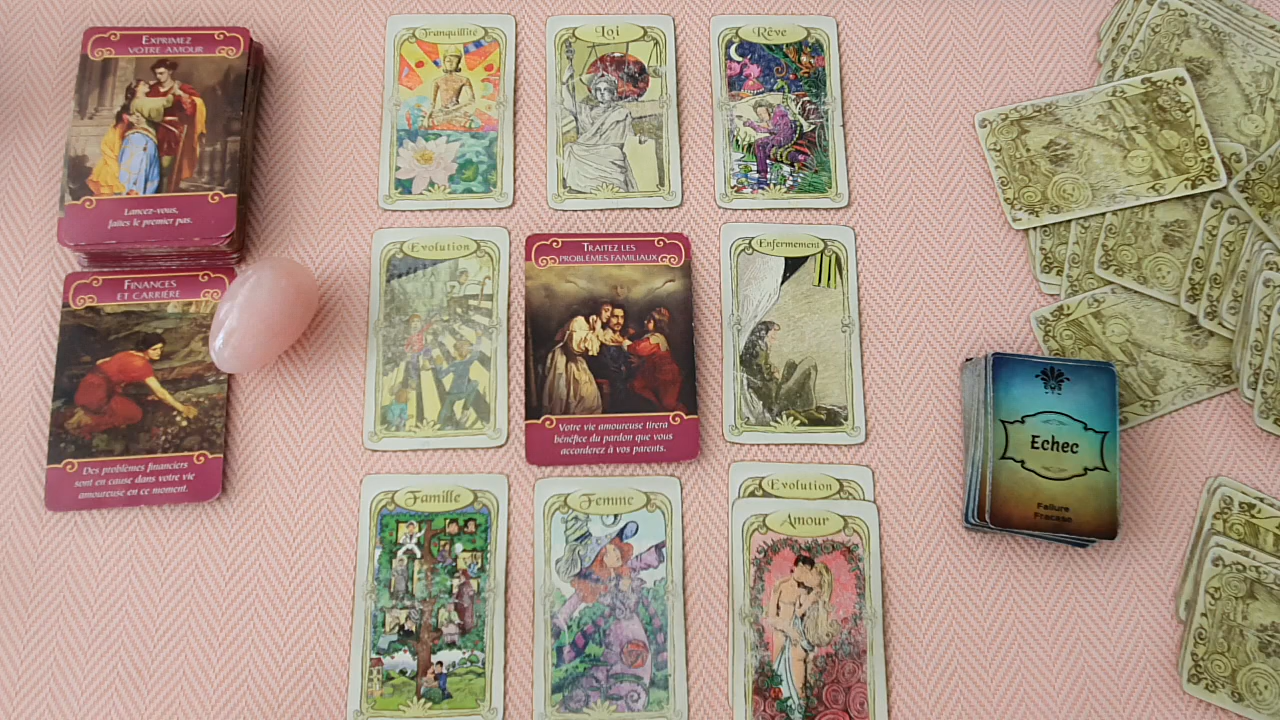 EXPRIMEZ
VOTRE AMOUR
Lancez-vous,
faites le premier pas.
FINANCES
ET CARRIÈRE
Des problèmes financiers
sont en cause dans votre vie
amoureuse en ce moment.
Tranquillité
Loi
Rêve
Evolution
TRAITEZ LES
PROBLÈMES FAMILIAUX
Votre vie amoureuse tirera
bénéfice du pardon que vous
accorderez à vos parents.
Enfermement
Famille
Femme
Evolution
Amour
Echec
Failure
Fracaso